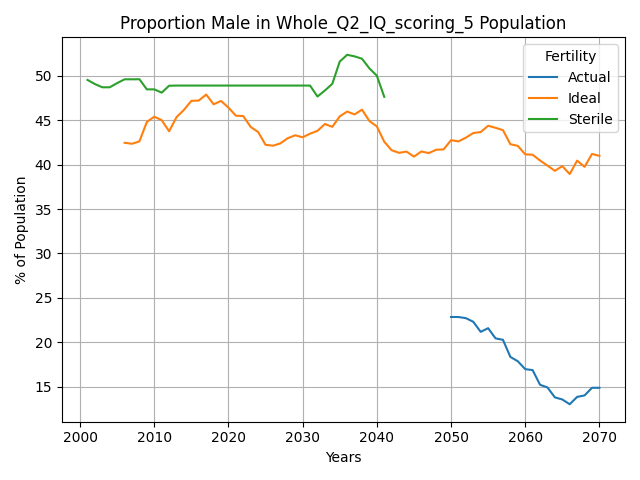 Proportion Male in Whole_Q2_IQ_scoring_5 Population
Fertility
Actual
Ideal
Sterile
% of Population
50
45
40
35
30
25
20
15
2000 2010 2020 2030 2040 2050 2060 2070
Years